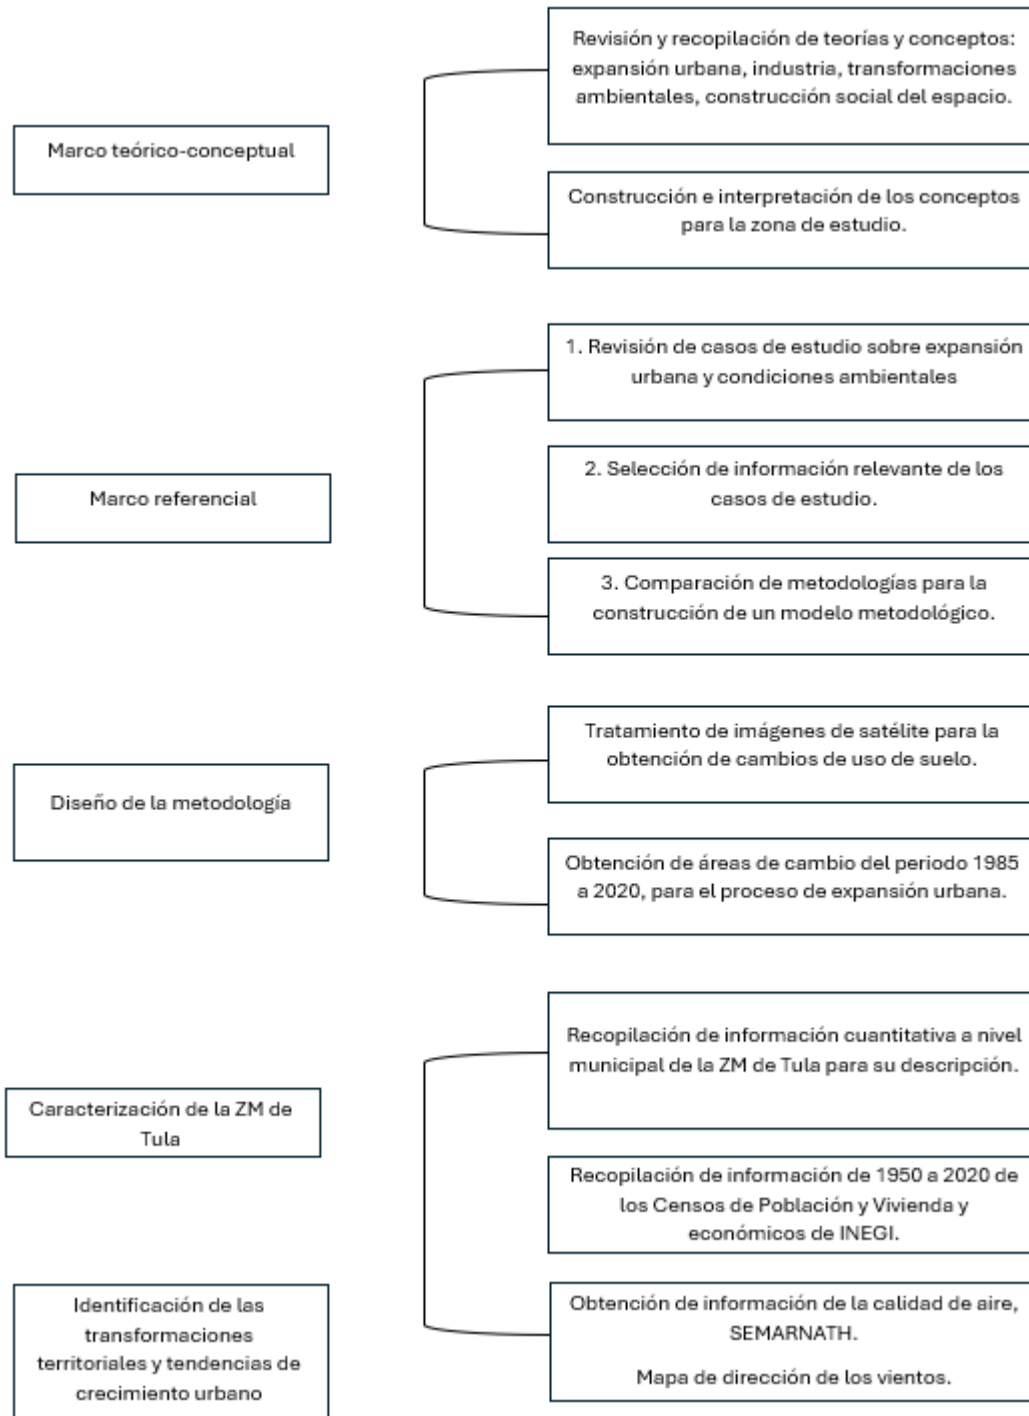 Marco teórico-conceptual
Revisión y recopilación de teorías y conceptos:
expansión urbana, industria, transformaciones
ambientales, construcción social del espacio.
Construcción e interpretación de los conceptos
para la zona de estudio.
Marco referencial
1. Revisión de casos de estudio sobre expansión
urbana y condiciones ambientales
2. Selección de información relevante de los
casos de estudio.
3. Comparación de metodologías para la
construcción de un modelo metodológico.
Diseño de la metodología
Tratamiento de imágenes de satélite para la
obtención de cambios de uso de suelo.
Obtención de áreas de cambio del periodo 1985
a 2020, para el proceso de expansión urbana.
Caracterización de la ZM de
Tula
Recopilación de información cuantitativa a nivel
municipal de la ZM de Tula para su descripción.
Recopilación de información de 1950 a 2020 de
los Censos de Población y Vivienda y
económicos de INEGI.
Obtención de información de la calidad de aire,
SEMARNATH.
Mapa de dirección de los vientos.
Identificación de las
transformaciones
territoriales y tendencias de
crecimiento urbano